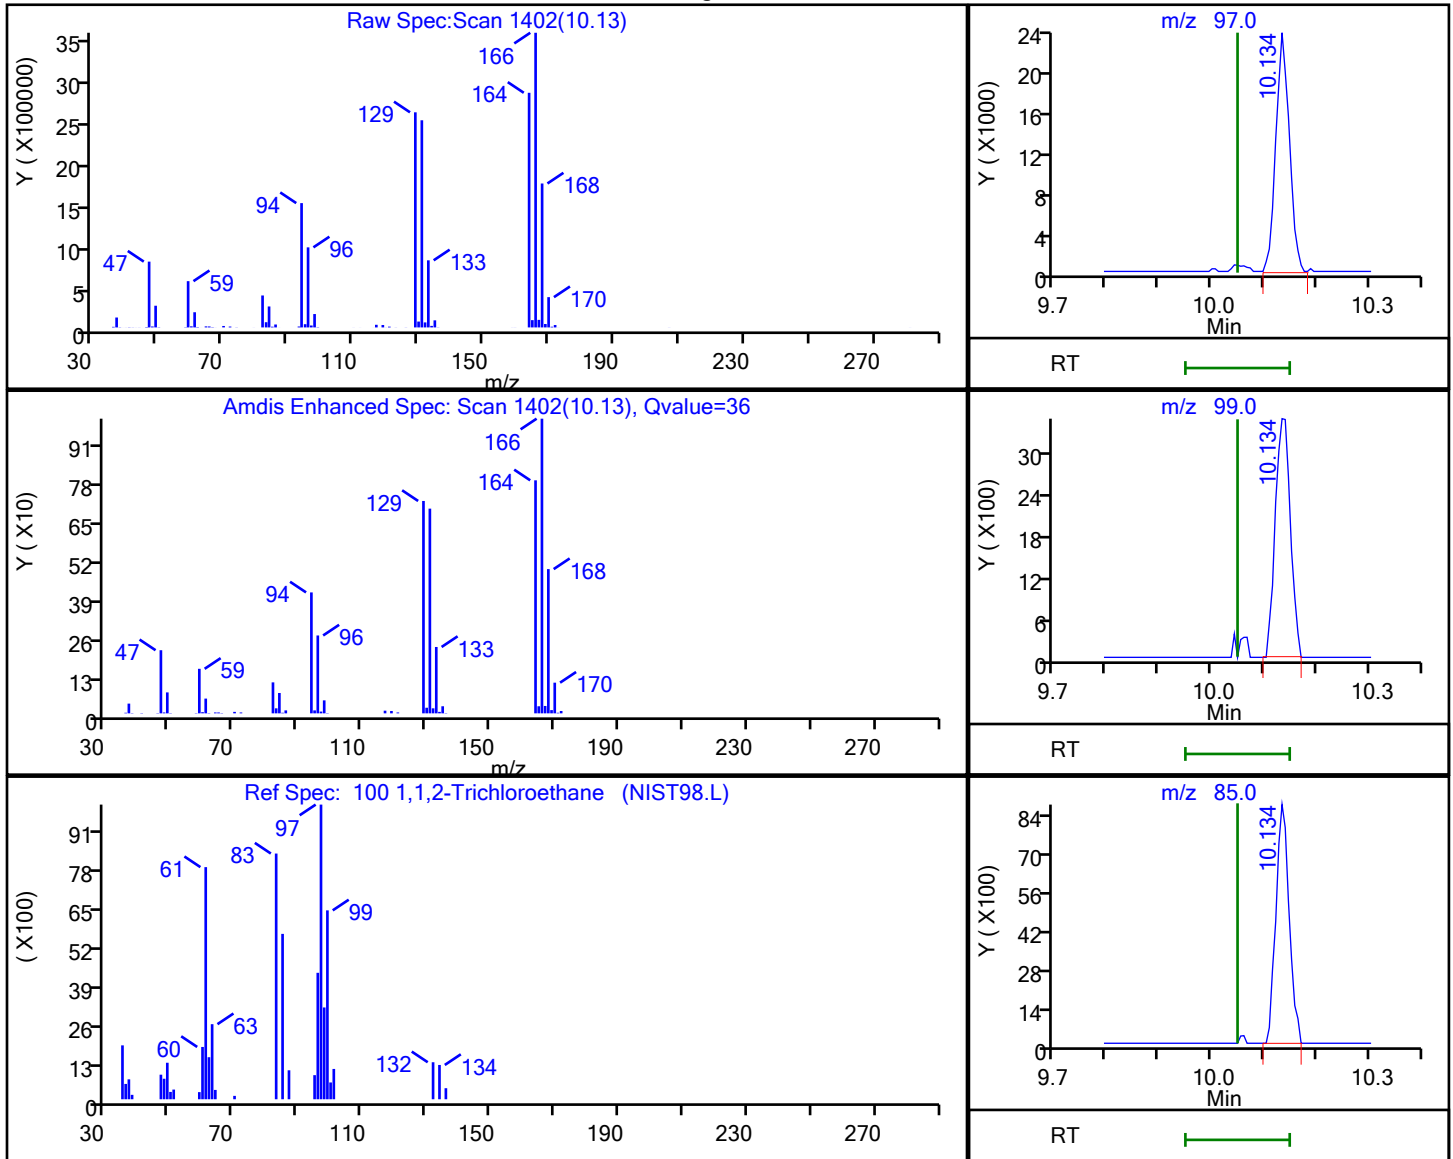 Raw Spec:Scan 1402(10.13)
Y ( X100000)
35
30
25
20
15
10
5
0
166
164
129
168
94
96
133
47
59
170
30 70 110 150 190 230 270
m/z
m/z 97.0
Y ( X1000)
24
20
16
12
8
4
0
10.134
9.7 10.0 10.3
Min
RT
Amdis Enhanced Spec: Scan 1402(10.13), Qvalue=36
Y ( X10)
91
78
65
52
39
26
13
0
166
164
129
168
94
96
133
47
59
170
30 70 110 150 190 230 270
m/z
m/z 99.0
Y ( X100)
30
24
18
12
6
0
10.134
9.7 10.0 10.3
Min
RT
Ref Spec: 100 1,1,2-Trichloroethane (NIST98.L)
( X100)
91
78
65
52
39
26
13
0
97
83
61
99
63
60
132
134
30 70 110 150 190 230 270
m/z 85.0
Y ( X100)
84
70
56
42
28
14
0
10.134
9.7 10.0 10.3
Min
RT